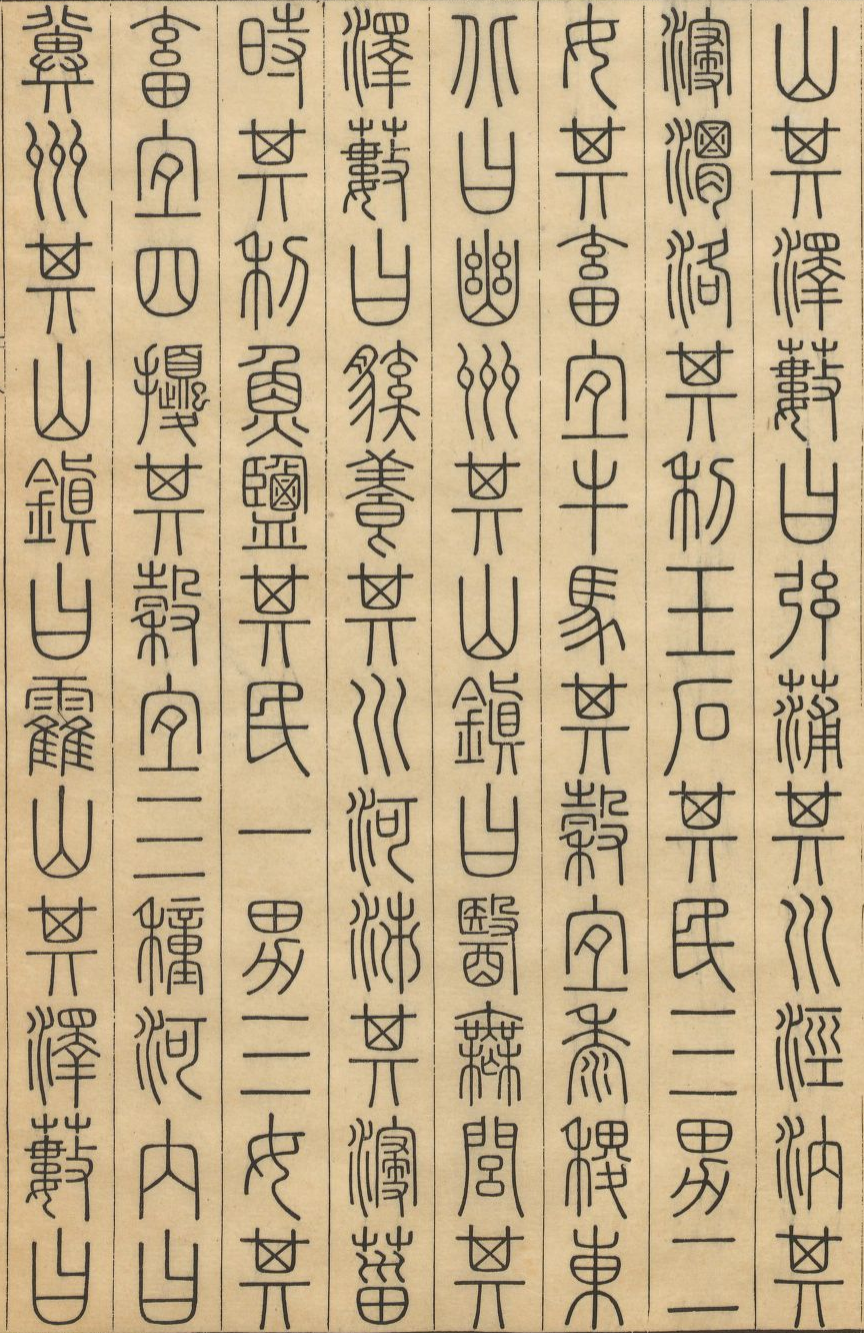 山其澤藪曰弦蒲其川涇汭其
浸渭洛其利玉石其民三男二
女其畜宜牛馬其穀宜黍稷東
北曰幽州其山鎮曰醫無閭其
澤藪曰貕養其川河泲其浸菑
時其利魚鹽其民一男三女其
畜宜四擾其穀宜三種河內曰
冀州其山鎮曰霍山其澤藪曰